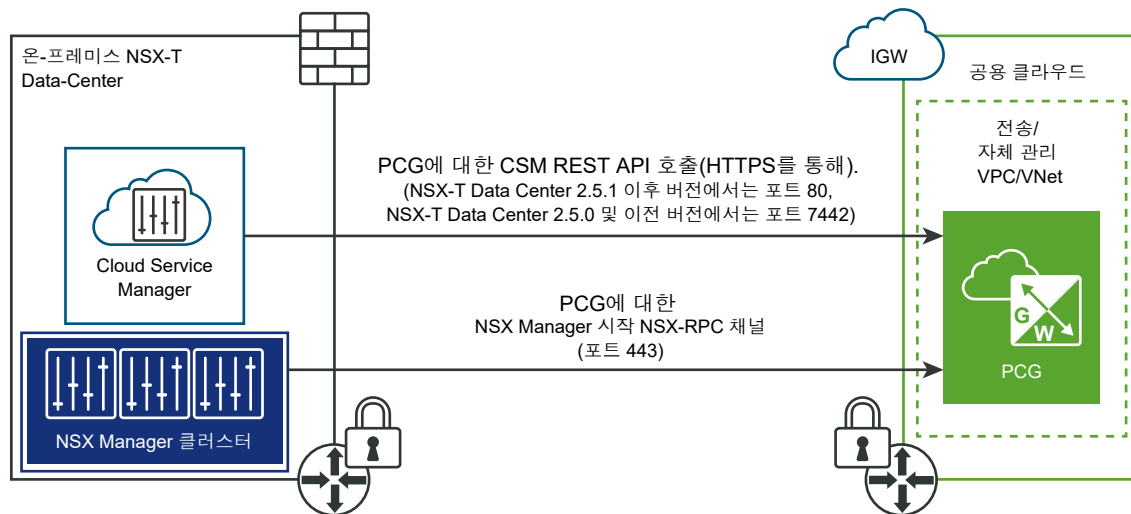 온-프레미스 NSX-T
Data-Center
Cloud Service
Manager
NSX Manager 클러스터
PCG에 대한 CSM REST API 호출(HTTPS를 통해).
(NSX-T Data Center 2.5.1 이후 버전에서는 포트 80,
NSX-T Data Center 2.5.0 및 이전 버전에서는 포트 7442)
PCG에 대한
NSX Manager 시작 NSX-RPC 채널
(포트 443)
IGW
공용 클라우드
전송/
자체 관리
VPC/VNet
G
W
PCG